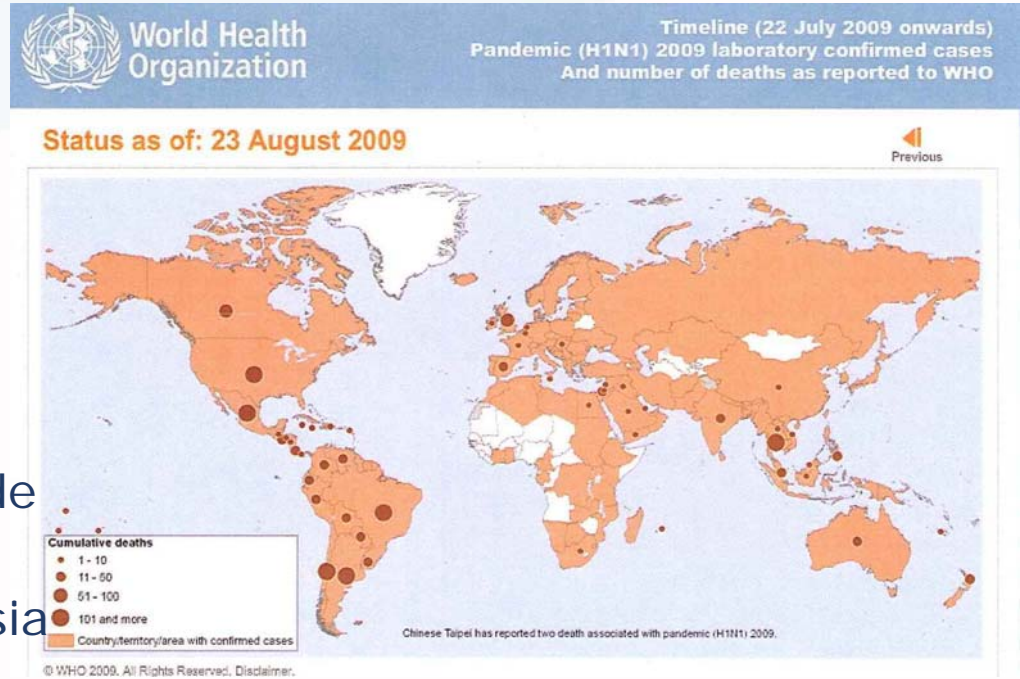 World Health
Organization
Timeline (22 July 2009 onwards)
Pandemic (H1N1) 2009 laboratory confirmed cases
And number of deaths as reported to WHO
Status as of: 23 August 2009
Previous
le
sia
Cumulative deaths
1 - 10
11 - 50
51 - 100
101 and more
Country/territory/area with confirmed cases
Chinese Taipei has reported two death associated with pandemic (H1N1) 2009.
© WHO 2009. All Rights Reserved. Disclaimer.